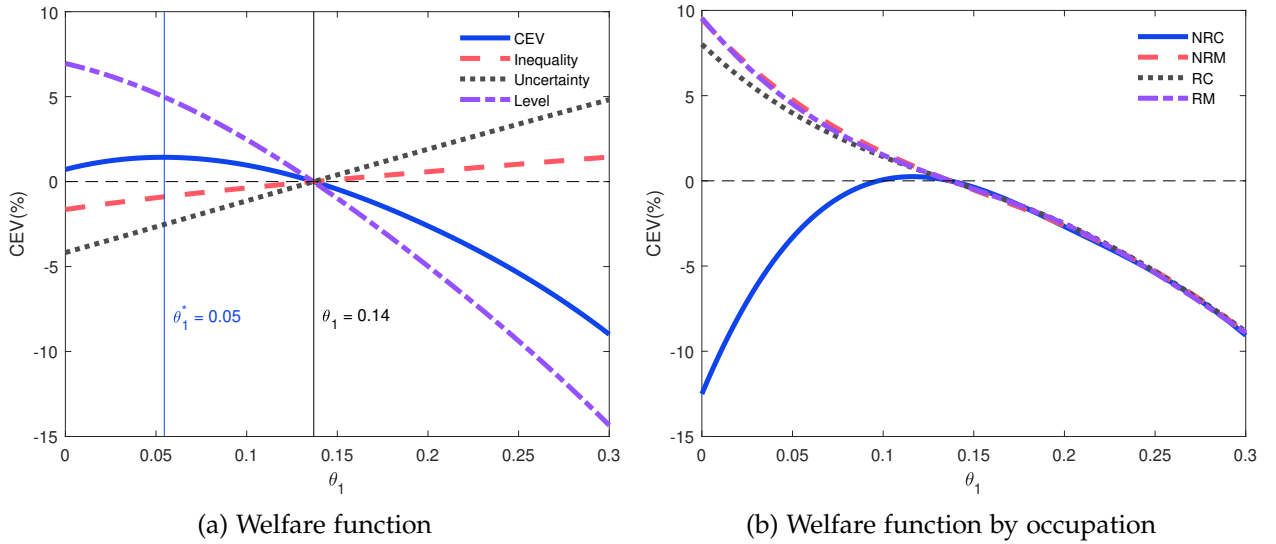 10
5
0
-5
-10
-15
CEV(%)
CEV
Inequality
Uncertainty
Level
θ₁* = 0.05
θ₁ = 0.14
0 0.05 0.1 0.15 0.2 0.25 0.3
θ₁
(a) Welfare function
10
5
0
-5
-10
-15
CEV(%)
NRC
NRM
RC
RM
0 0.05 0.1 0.15 0.2 0.25 0.3
θ₁
(b) Welfare function by occupation